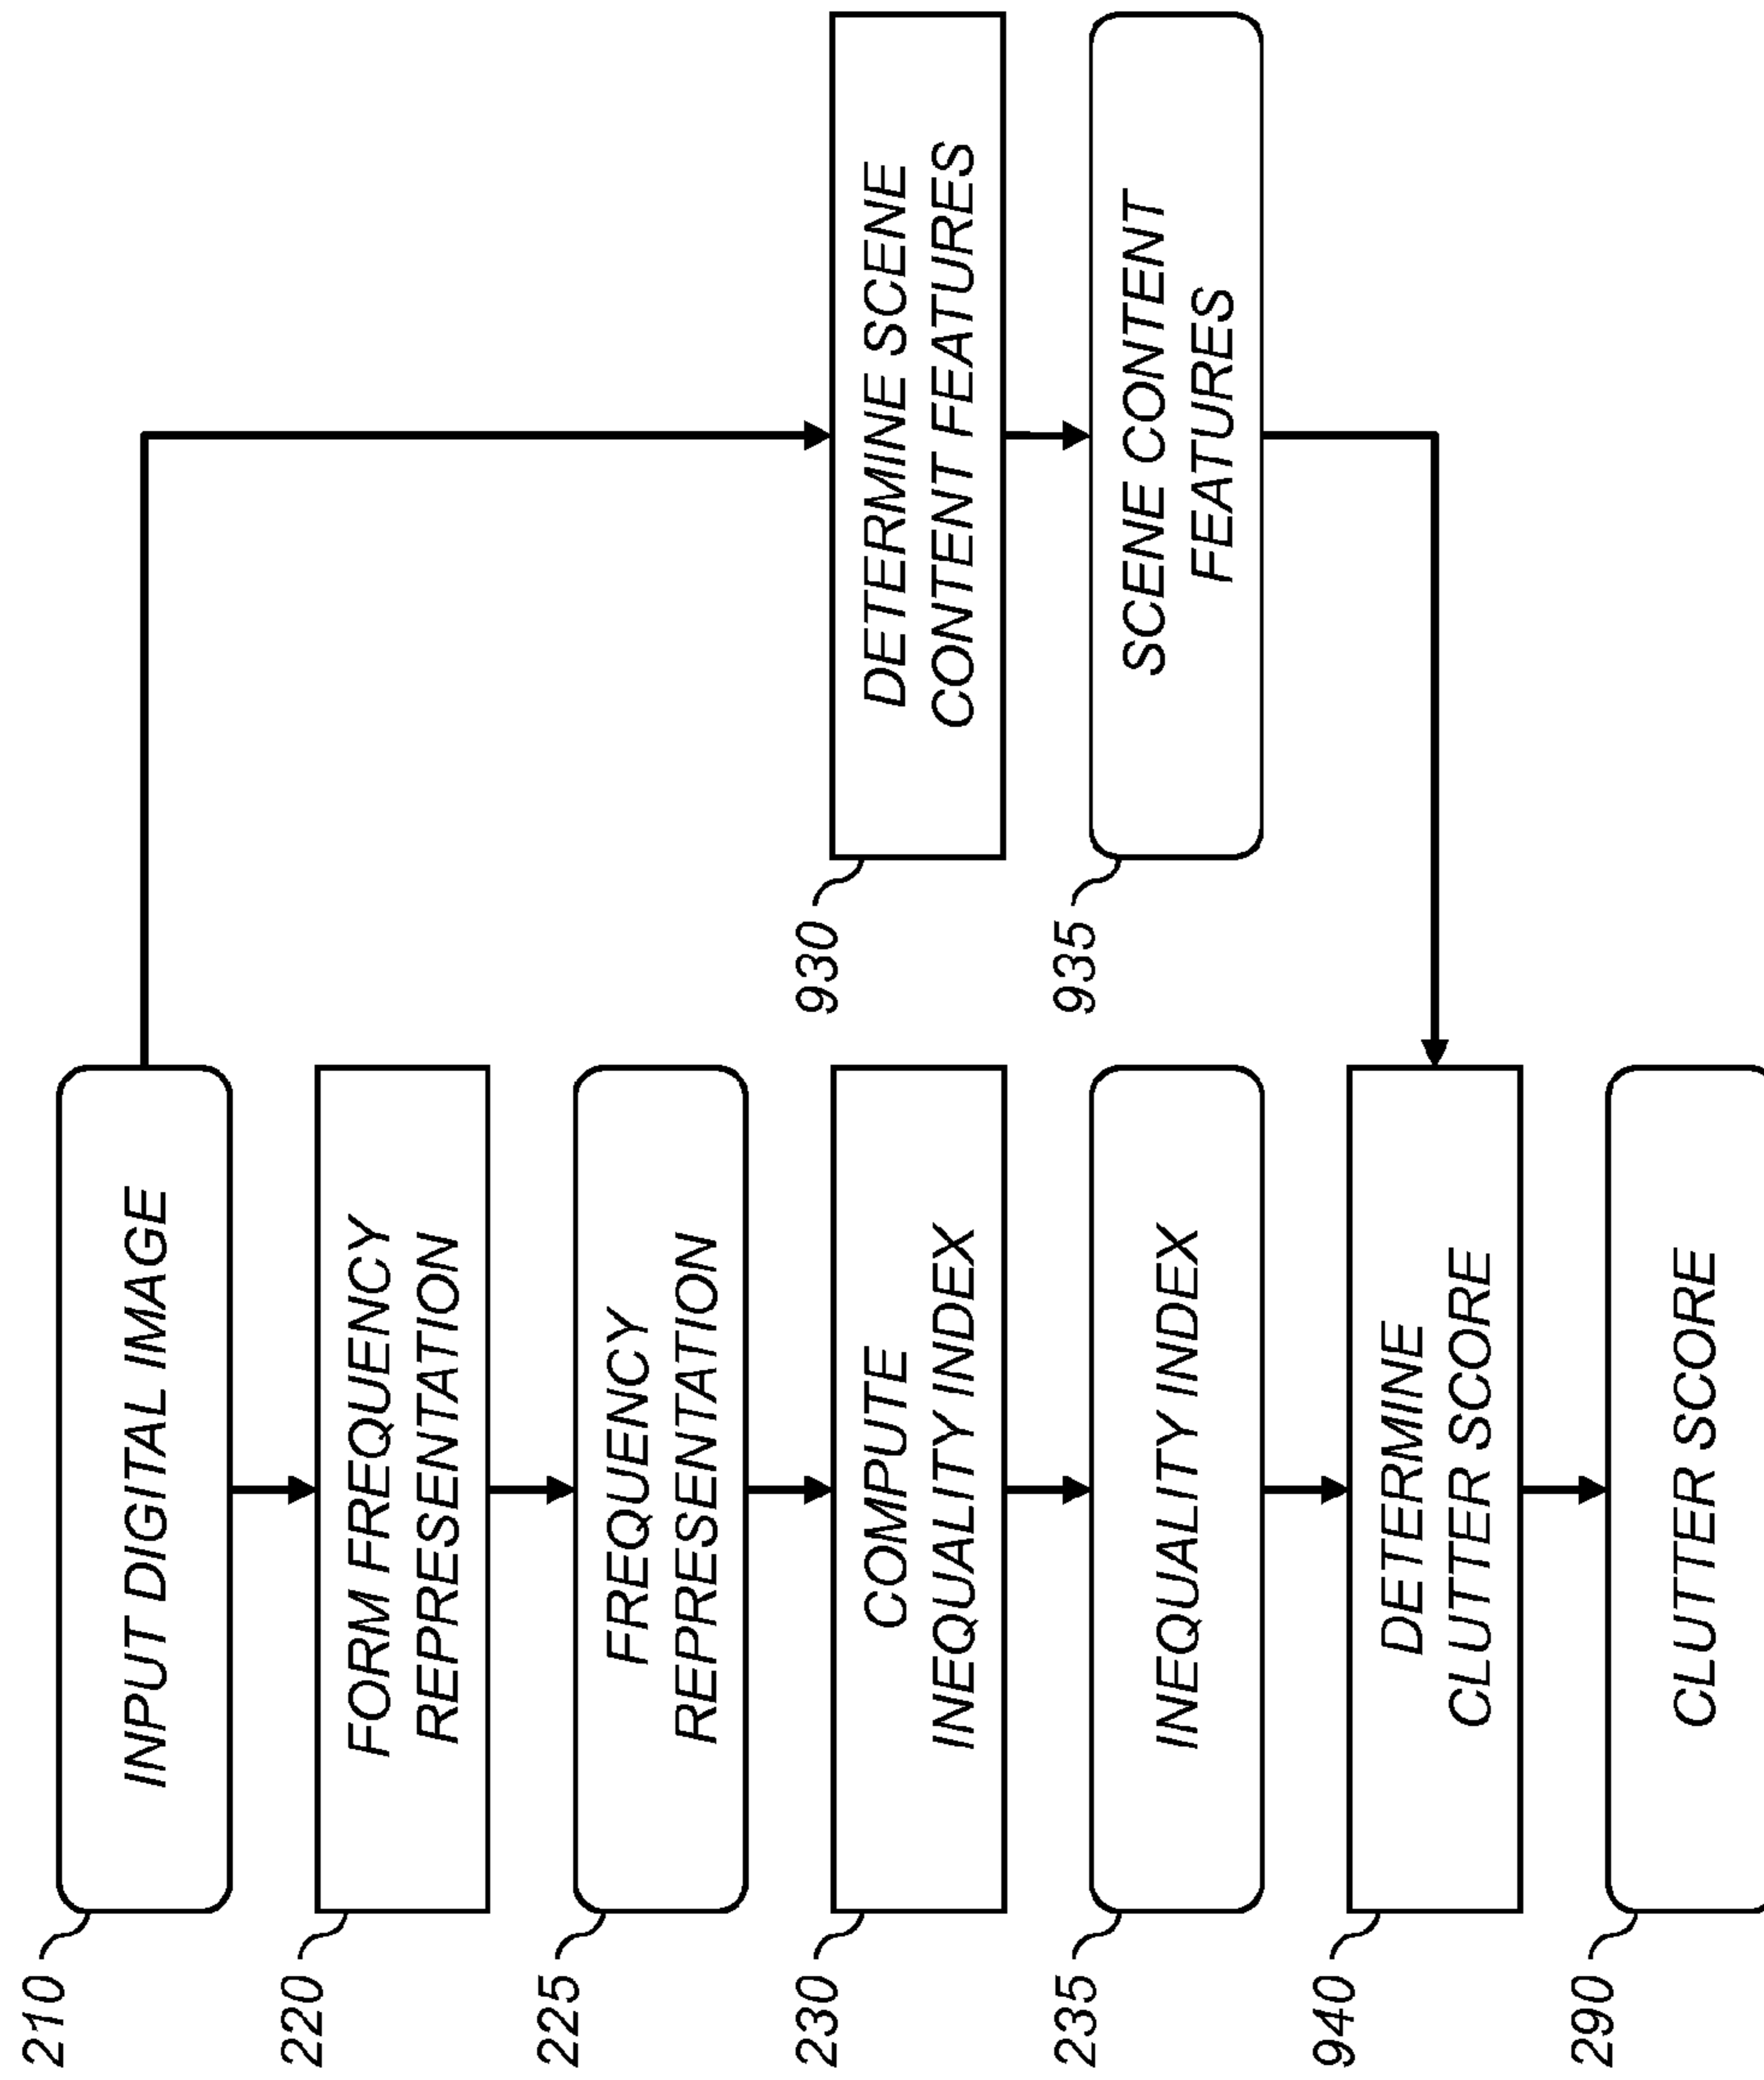 210
INPUT DIGITAL IMAGE
220
FORM FREQUENCY
REPRESENTATION
225
FREQUENCY
REPRESENTATION
230
COMPUTE
INEQUALITY INDEX
930
DETERMINE SCENE
CONTENT FEATURES
235
INEQUALITY INDEX
935
SCENE CONTENT
FEATURES
940
DETERMINE
CLUTTER SCORE
290
CLUTTER SCORE